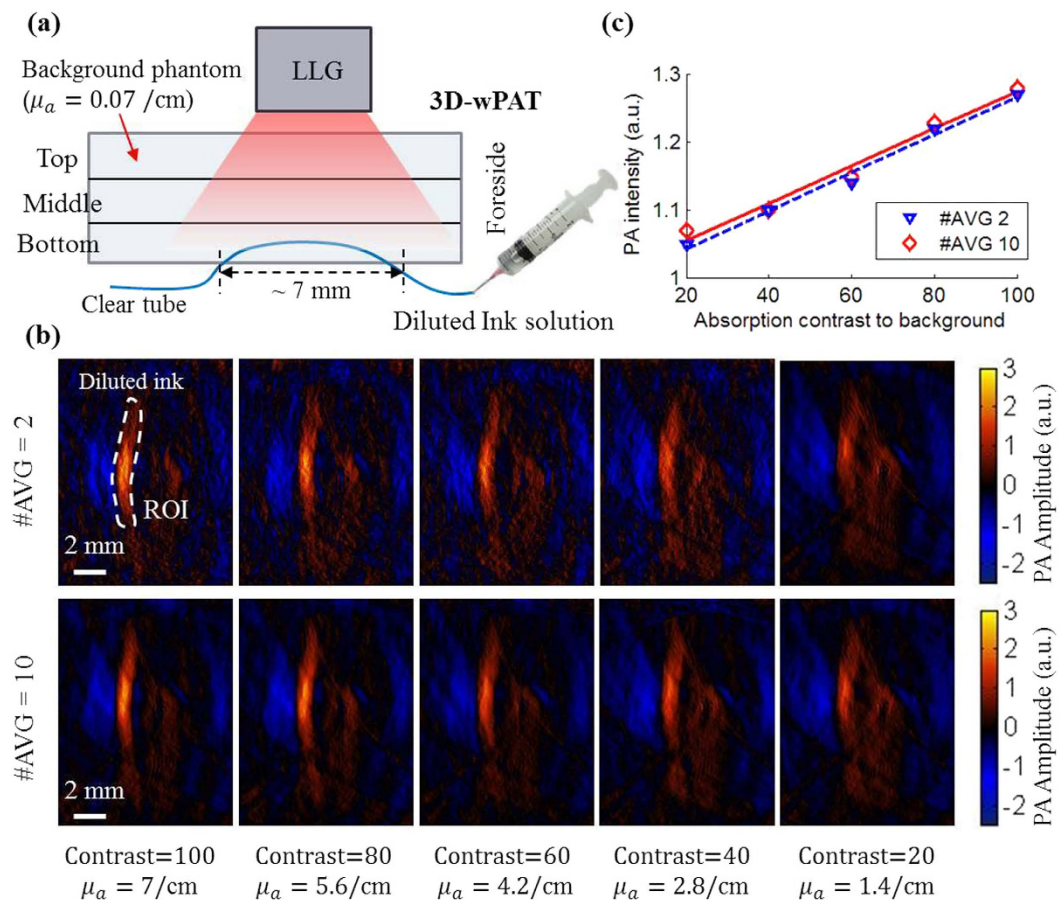 (a)
LLG
Background phantom
(μₐ = 0.07 /cm)
3D-wPAT
Top
Middle
Bottom
Foreside
~ 7 mm
Clear tube
Diluted Ink solution
(c)
PA intensity (a.u.)
1.3
1.2
1.1
1
20 40 60 80 100
Absorption contrast to background
#AVG 2
#AVG 10
(b)
#AVG = 2
Diluted ink
ROI
2 mm
3
2
1
0
-1
-2
PA Amplitude (a.u.)
#AVG = 10
2 mm
3
2
1
0
-1
-2
PA Amplitude (a.u.)
Contrast=100 Contrast=80 Contrast=60 Contrast=40 Contrast=20
μₐ = 7/cm μₐ = 5.6/cm μₐ = 4.2/cm μₐ = 2.8/cm μₐ = 1.4/cm